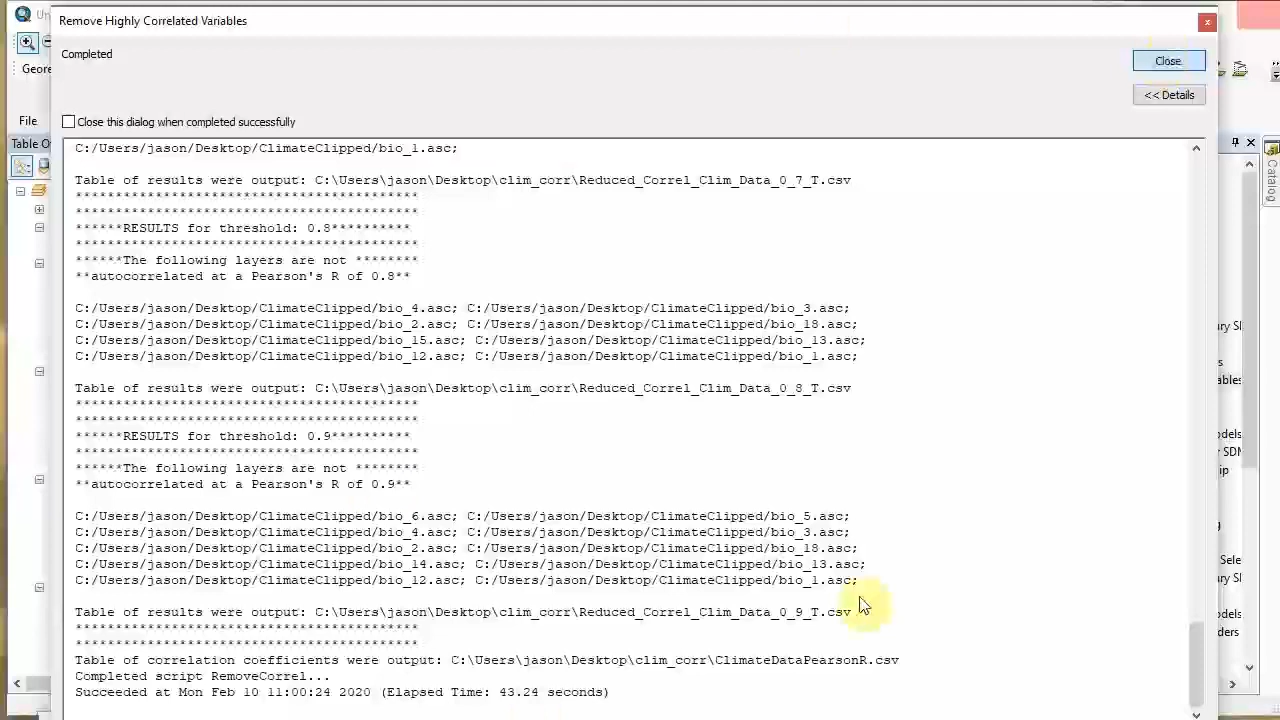 Un
Remove Highly Correlated Variables
Completed
Close
Geore
<< Details
File
Close this dialog when completed successfully
Table O
Catalog
C:/Users/jason/Desktop/ClimateClipped/bio_1.asc;
Table of results were output: C:\Users\jason\Desktop\clim_corr\Reduced_Correl_Clim_Data_0_7_T.csv
*******************************************
*******************************************
******RESULTS for threshold: 0.8**********
*******************************************
******The following layers are not ********
**autocorrelated at a Pearson's R of 0.8**
C:/Users/jason/Desktop/ClimateClipped/bio_4.asc; C:/Users/jason/Desktop/ClimateClipped/bio_3.asc;
C:/Users/jason/Desktop/ClimateClipped/bio_2.asc; C:/Users/jason/Desktop/ClimateClipped/bio_18.asc;
C:/Users/jason/Desktop/ClimateClipped/bio_15.asc; C:/Users/jason/Desktop/ClimateClipped/bio_13.asc;
C:/Users/jason/Desktop/ClimateClipped/bio_12.asc; C:/Users/jason/Desktop/ClimateClipped/bio_1.asc;
Table of results were output: C:\Users\jason\Desktop\clim_corr\Reduced_Correl_Clim_Data_0_8_T.csv
*******************************************
*******************************************
******RESULTS for threshold: 0.9**********
*******************************************
******The following layers are not ********
**autocorrelated at a Pearson's R of 0.9**
C:/Users/jason/Desktop/ClimateClipped/bio_6.asc; C:/Users/jason/Desktop/ClimateClipped/bio_5.asc;
C:/Users/jason/Desktop/ClimateClipped/bio_4.asc; C:/Users/jason/Desktop/ClimateClipped/bio_3.asc;
C:/Users/jason/Desktop/ClimateClipped/bio_2.asc; C:/Users/jason/Desktop/ClimateClipped/bio_18.asc;
C:/Users/jason/Desktop/ClimateClipped/bio_14.asc; C:/Users/jason/Desktop/ClimateClipped/bio_13.asc;
C:/Users/jason/Desktop/ClimateClipped/bio_12.asc; C:/Users/jason/Desktop/ClimateClipped/bio_1.asc;
Table of results were output: C:\Users\jason\Desktop\clim_corr\Reduced_Correl_Clim_Data_0_9_T.csv
*******************************************
*******************************************
Table of correlation coefficients were output: C:\Users\jason\Desktop\clim_corr\ClimateDataPearsonR.csv
Completed script RemoveCorrel...
Succeeded at Mon Feb 10 11:00:24 2020 (Elapsed Time: 43.24 seconds)